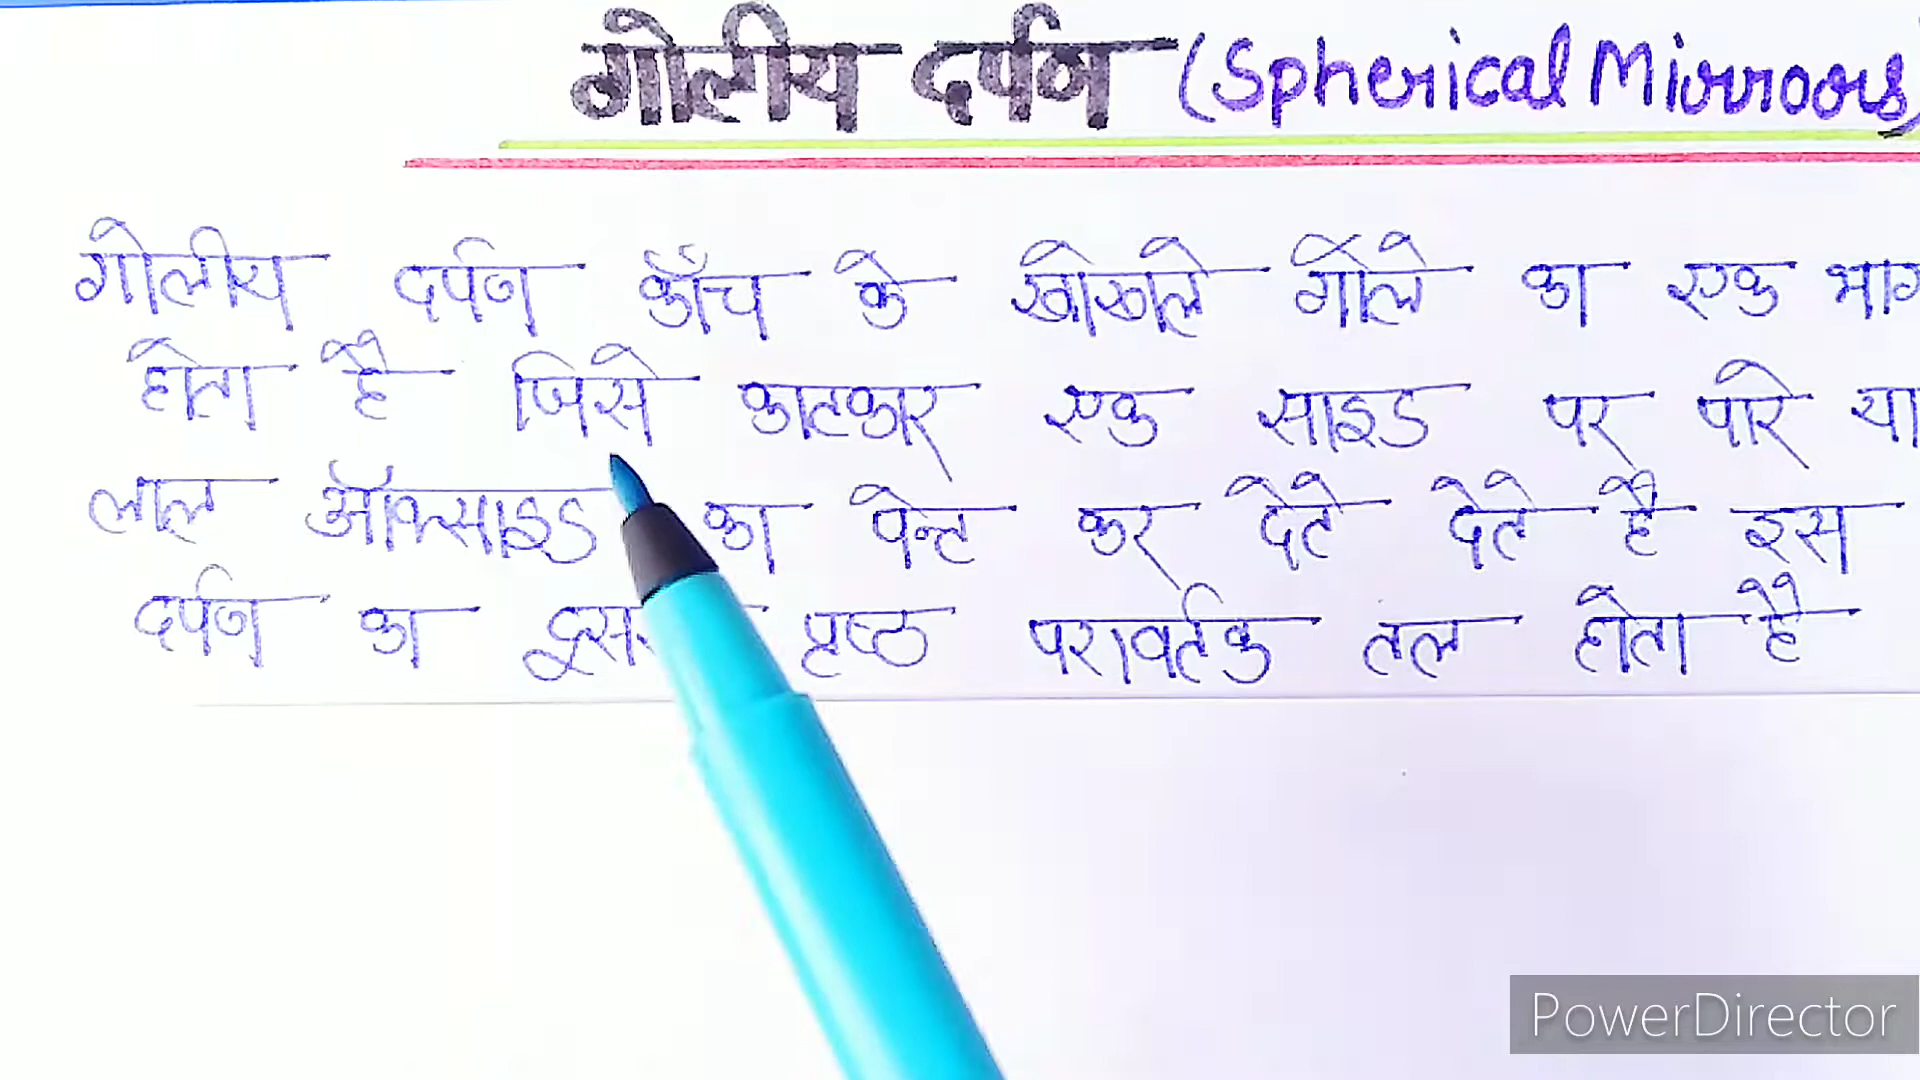 गोलीय दर्पण (Spherical Mirrors)
गोलीय दर्पण काँच के खोखले गोले का एक भाग
होता है जिसे काटकार एक साइड पर पारे या
लाल ऑक्साइड का पेन्ट कर देते देते है इस
दर्पण का पृष्ठ परावर्तक तल होता है
PowerDirector